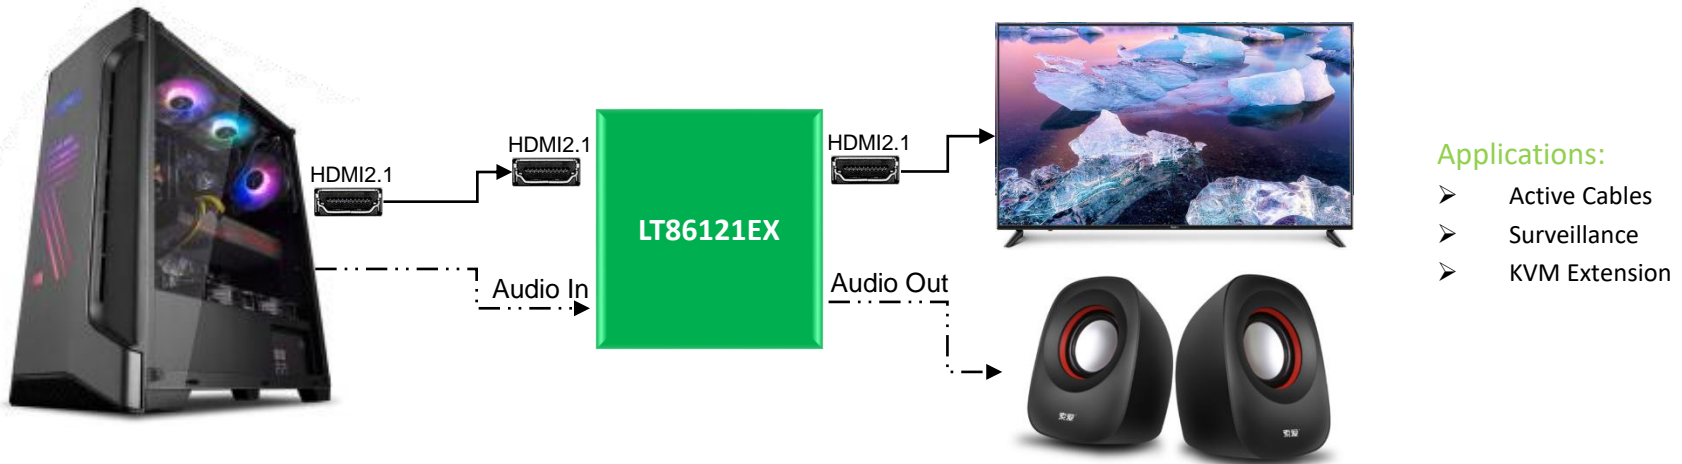 HDMI2.1
HDMI2.1
HDMI2.1
LT86121EX
Audio In
Audio Out
Applications:
➢ Active Cables
➢ Surveillance
➢ KVM Extension